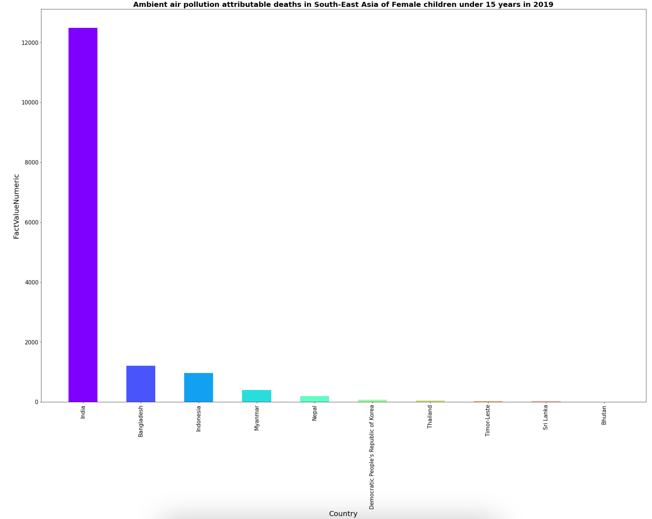 Ambient air pollution attributable deaths in South-East Asia of Female children under 15 years in 2019
FactValueNumeric
12000
10000
8000
6000
4000
2000
0
India
Bangladesh
Indonesia
Myanmar
Nepal
Democratic People's Republic of Korea
Thailand
Timor-Leste
Sri Lanka
Bhutan
Country